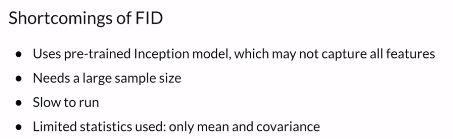 Shortcomings of FID
● Uses pre-trained Inception model, which may not capture all features
● Needs a large sample size
● Slow to run
● Limited statistics used: only mean and covariance